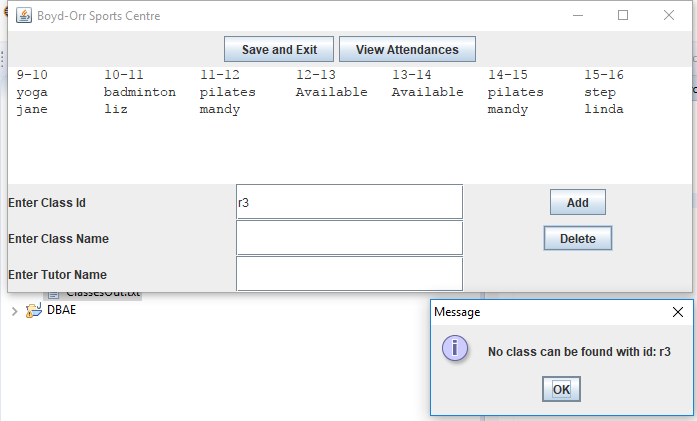 Boyd-Orr Sports Centre
Save and Exit View Attendances
9-10 10-11 11-12 12-13 13-14 14-15 15-16
yoga badminton pilates Available Available pilates step
jane liz mandy mandy linda
Enter Class Id r3 Add
Enter Class Name Delete
Enter Tutor Name
ClassesOut.txt
DBAE
Message
No class can be found with id: r3
OK